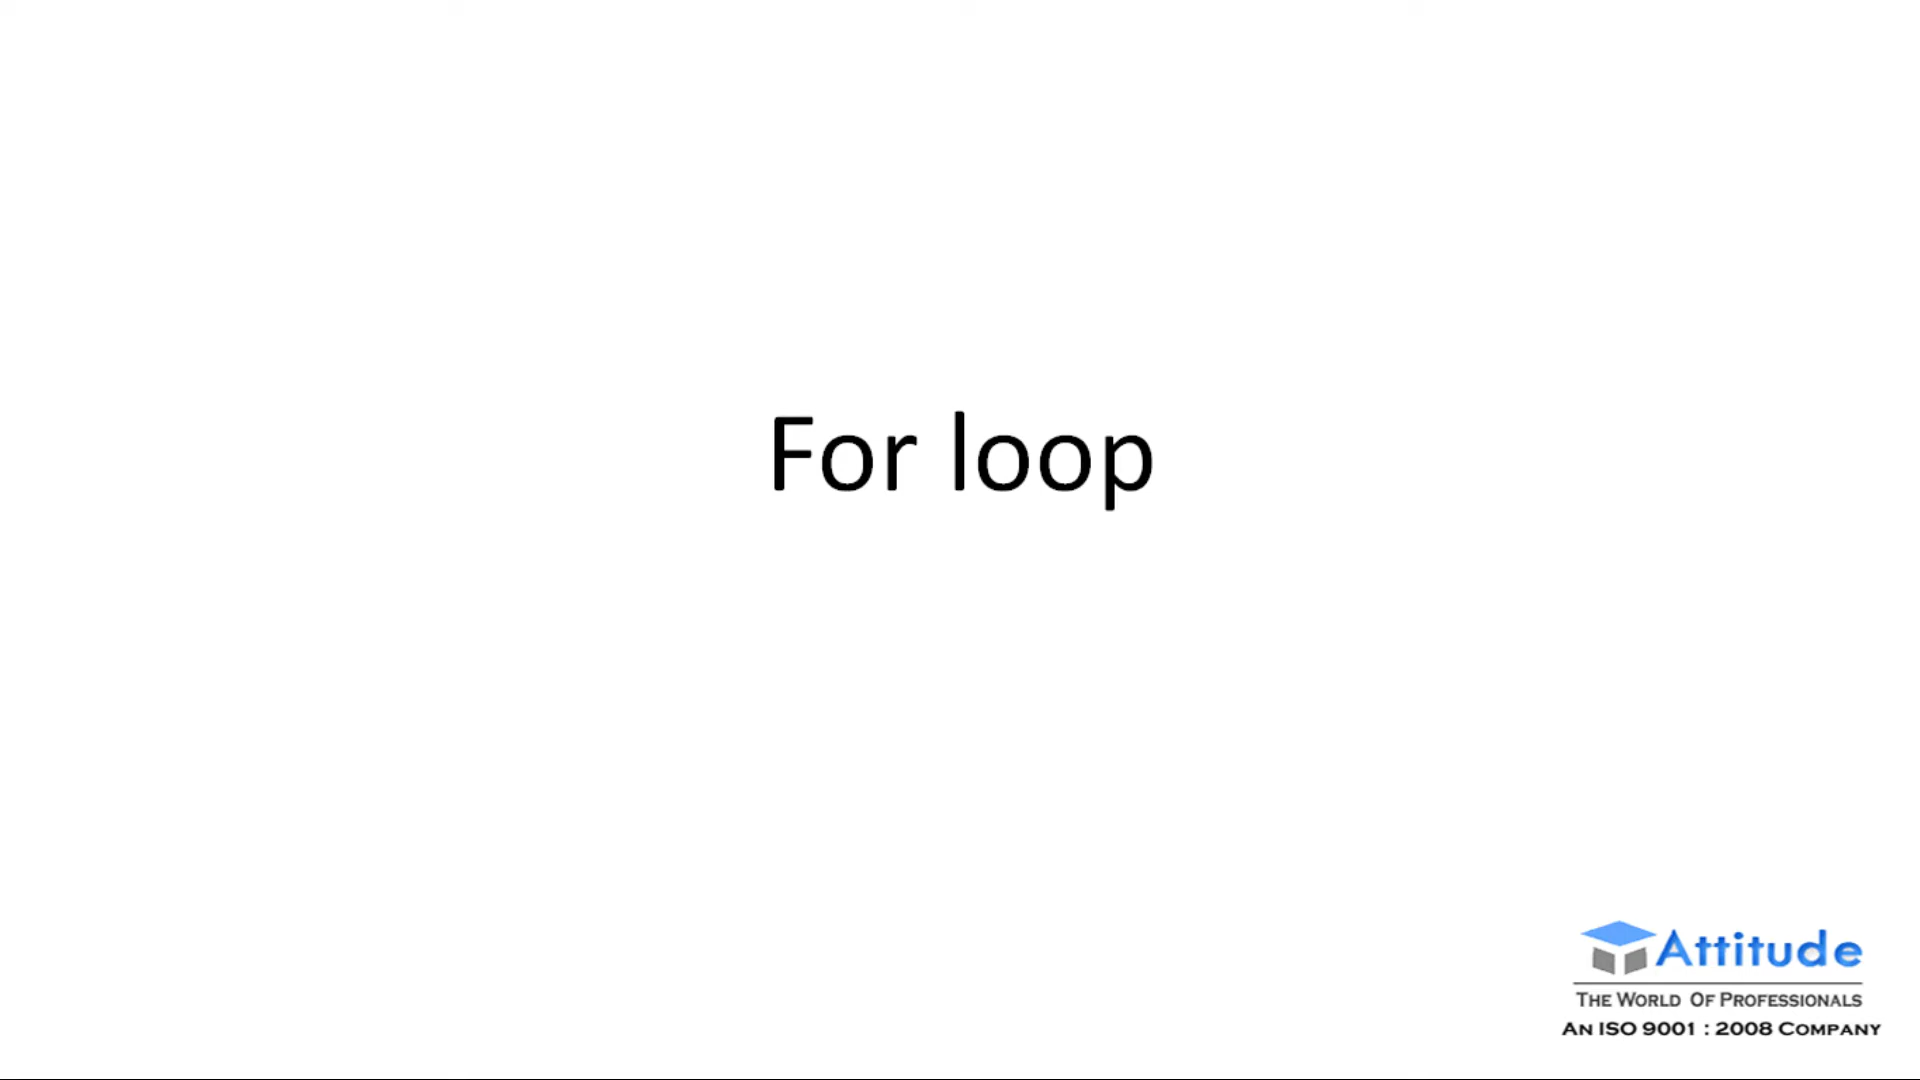 For loop
Attitude
THE WORLD OF PROFESSIONALS
AN ISO 9001 : 2008 COMPANY